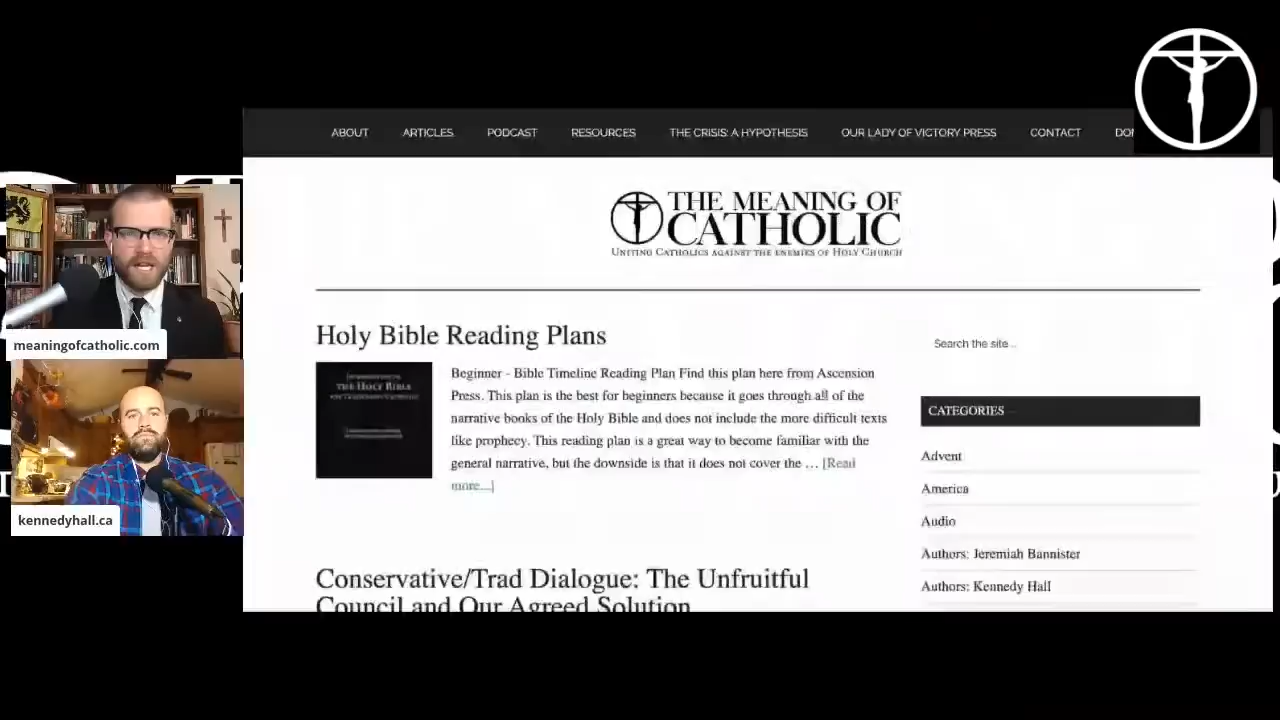 ABOUT
ARTICLES
PODCAST
RESOURCES
THE CRISIS: A HYPOTHESIS
OUR LADY OF VICTORY PRESS
CONTACT
THE MEANING OF
CATHOLIC
UNITING CATHOLICS AGAINST THE ENEMIES OF HOLY CHURCH
Holy Bible Reading Plans
THE HOLY BIBLE
Beginner - Bible Timeline Reading Plan Find this plan here from Ascension
Press. This plan is the best for beginners because it goes through all of the
narrative books of the Holy Bible and does not include the more difficult texts
like prophecy. This reading plan is a great way to become familiar with the
general narrative, but the downside is that it does not cover the … [Read
more...]
Conservative/Trad Dialogue: The Unfruitful
Council and Our Agreed Solution
Search the site ...
CATEGORIES
Advent
America
Audio
Authors: Jeremiah Bannister
Authors: Kennedy Hall
meaningofcatholic.com
kennedyhall.ca